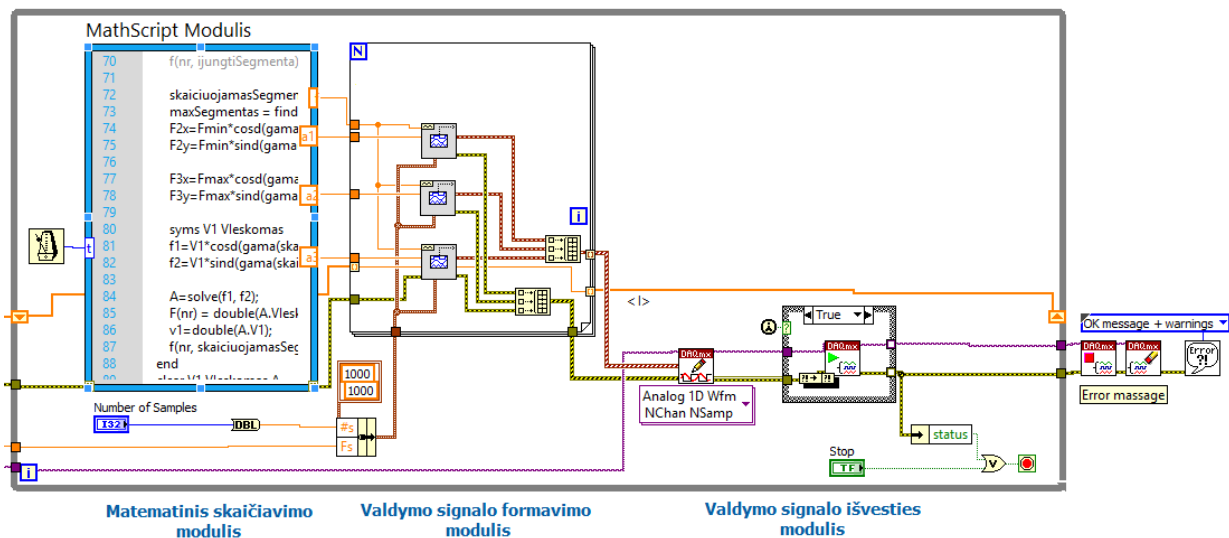 MathScript Modulis
70 f(nr, ijungtiSegmenta)
71
72 skaiciuojamasSegmen
73 maxSegmentas = find
74 F2x=Fmin*cosd(gama
75 F2y=Fmin*sind(gama
76
77 F3x=Fmax*cosd(gama
78 F3y=Fmax*sind(gama
79
80 syms V1 Vleskomas
81 f1=V1*cosd(gama(ska
82 f2=V1*sind(gama(skai
83
84 A=solve(f1, f2);
85 F(nr) = double(A.Vlesk
86 v1=double(A.V1);
87 f(nr, skaiciuojamasSeg
88 end
a1
t
N
i
1000
1000
Number of Samples
I32
DBL
#s
Fs
i
<I>
DAQmx
Analog 1D Wfm
NChan NSamp
True
?
DAQmx
?!
?!
OK message + warnings
DAQmx
DAQmx
Error
?!
Error massage
status
Stop
TF
V
Matematinis skaičiavimo
modulis
Valdymo signalo formavimo
modulis
Valdymo signalo išvesties
modulis